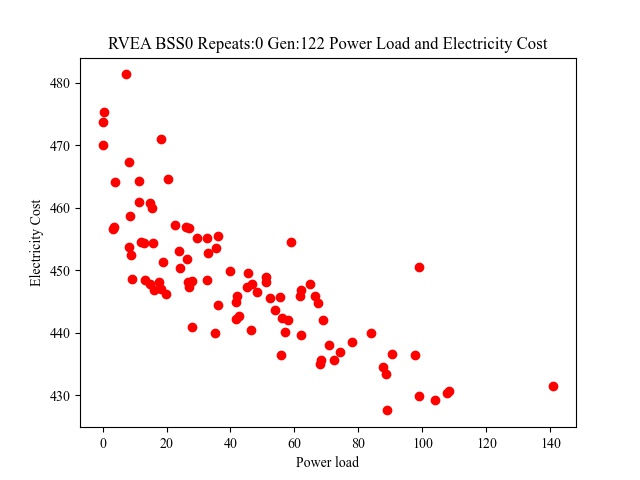 RVEA BSS0 Repeats:0 Gen:122 Power Load and Electricity Cost
480
470
460
450
440
430
Electricity Cost
0 20 40 60 80 100 120 140
Power load